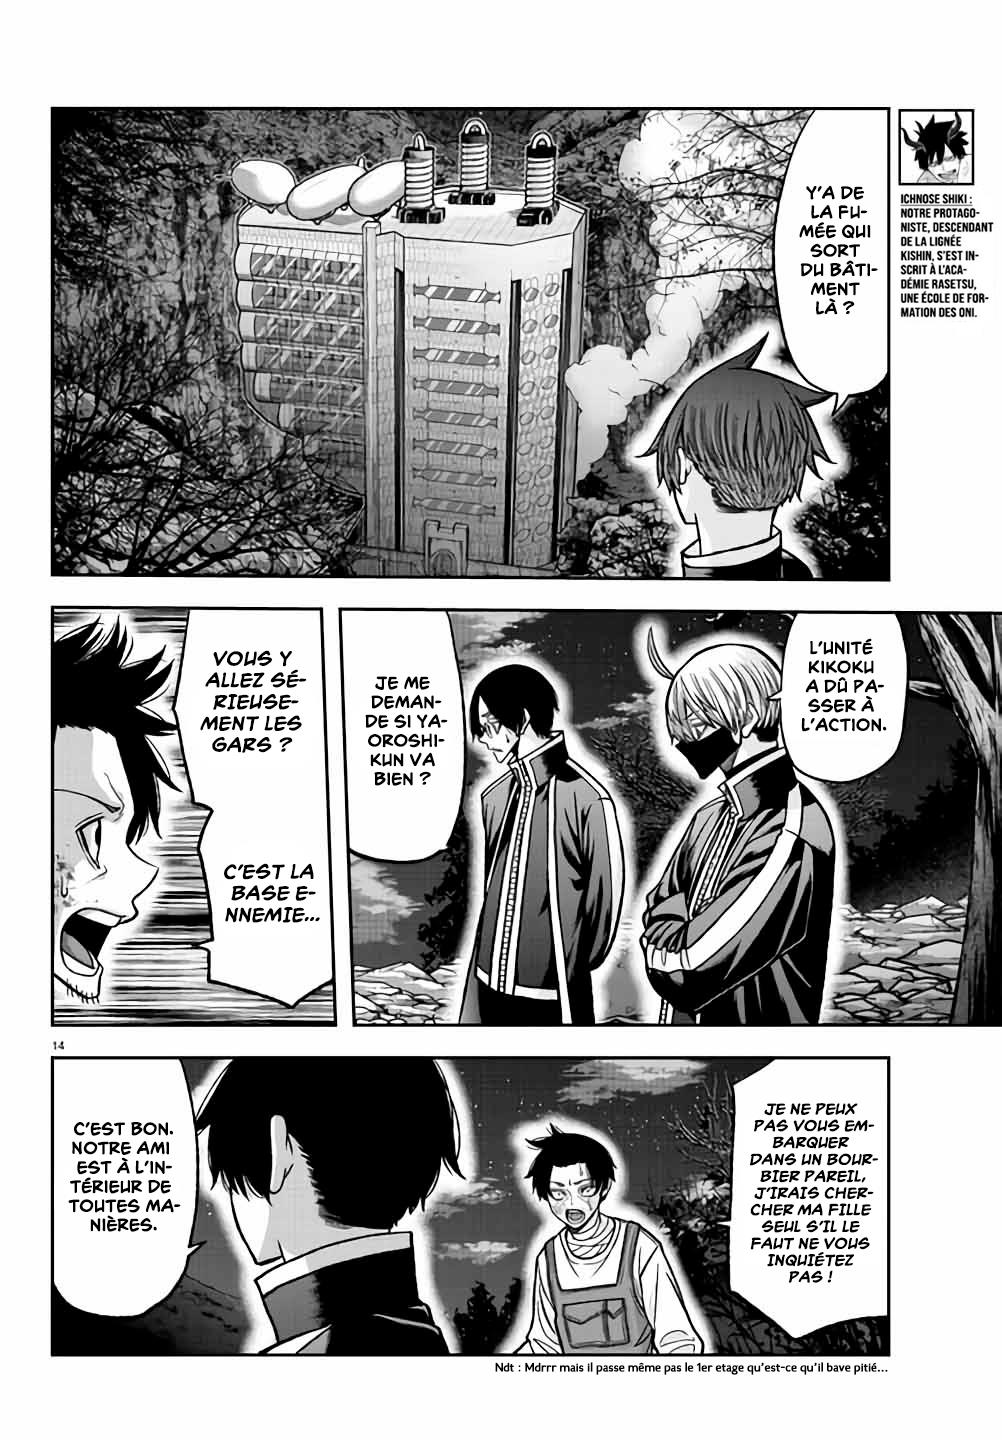 Y'A DE
LA FU-
MÉE QUI
SORT
DU BÂTI-
MENT
LÀ ?
ICHNOSE SHIKI :
NOTRE PROTAGO-
NISTE, DESCENDANT
DE LA LIGNÉE
KISHIN, S'EST IN-
SCRIT À L'ACA-
DÉMIE RASETSU,
UNE ÉCOLE DE FOR-
MATION DES ONI.
VOUS Y
ALLEZ SÉ-
RIEUSE-
MENT LES
GARS ?
C'EST LA
BASE E-
NNEMIE...
JE ME
DEMAN-
DE SI YA-
OROSHI-
KUN VA
BIEN ?
L'UNITÉ
KIKOKU
A DÛ PA-
SSER À
L'ACTION.
14
C'EST BON.
NOTRE AMI
EST À L'IN-
TÉRIEUR DE
TOUTES MA-
NIÈRES.
JE NE PEUX
PAS VOUS EM-
BARQUER
DANS UN BOUR-
BIER PAREIL,
J'IRAIS CHER-
CHER MA FILLE
SEUL S'IL LE
FAUT NE VOUS
INQUIÉTEZ
PAS !
Ndt : Mdrrr mais il passe même pas le 1er etage qu'est-ce qu'il bave pitié...